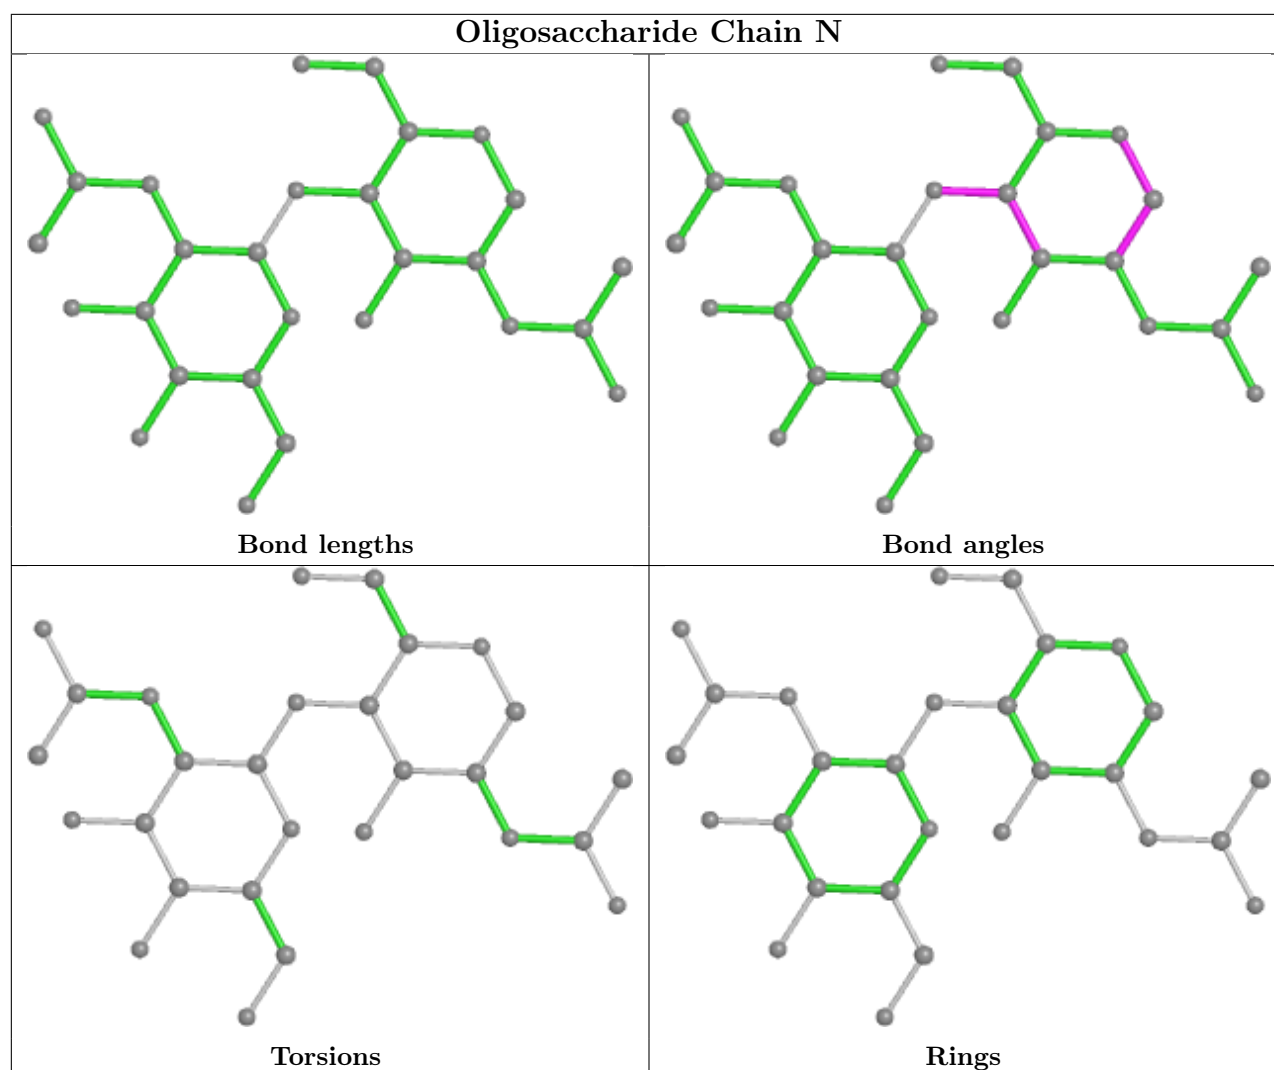 Oligosaccharide Chain N
Bond lengths
Bond angles
Torsions
Rings